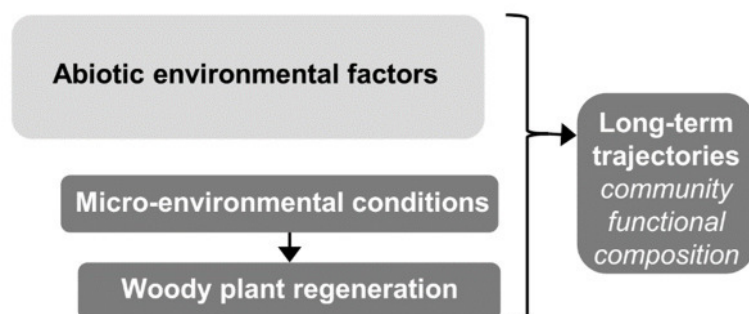 Abiotic environmental factors
Micro-environmental conditions
Woody plant regeneration
Long-term
trajectories
community
functional
composition